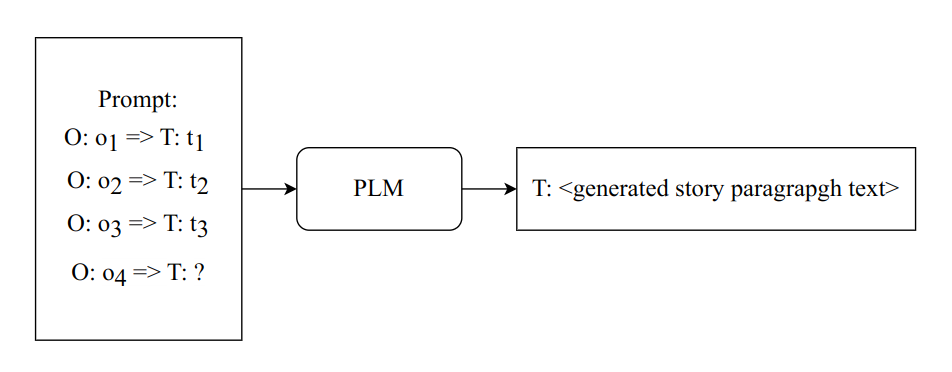 Prompt:
O: o1 => T: t1
O: o2 => T: t2
O: o3 => T: t3
O: o4 => T: ?
PLM
T: <generated story paragrapgh text>